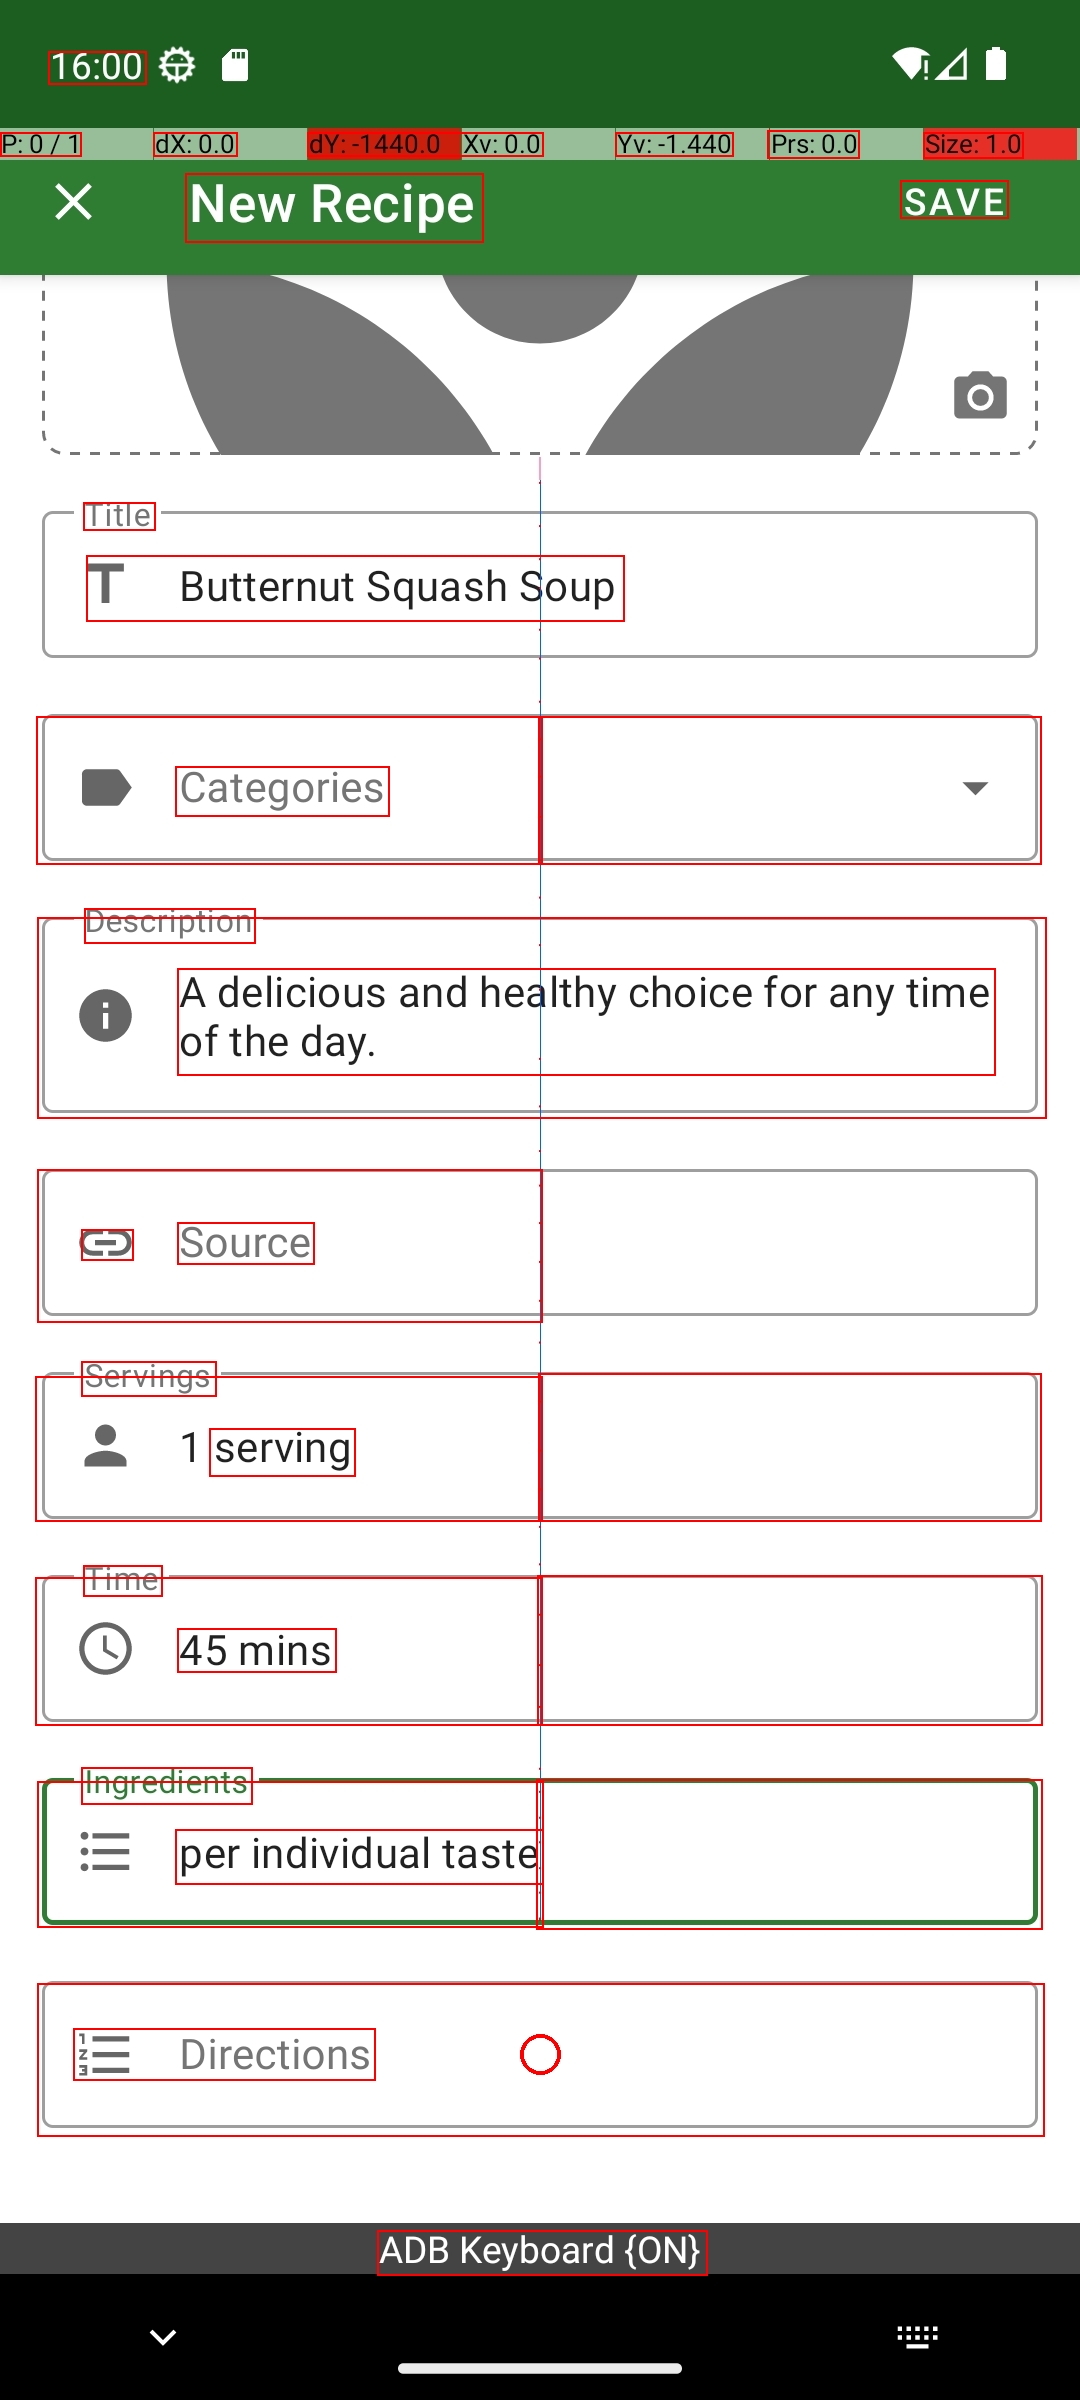 16:00
P: 0 / 1 dX: 0.0 dY: -1440.0 Xv: 0.0 Yv: -1.440 Prs: 0.0 Size: 1.0
New Recipe SAVE
Title
Butternut Squash Soup
Categories
Description
A delicious and healthy choice for any time
of the day.
Source
Servings
1 serving
Time
45 mins
Ingredients
per individual taste
Directions
ADB Keyboard {ON}